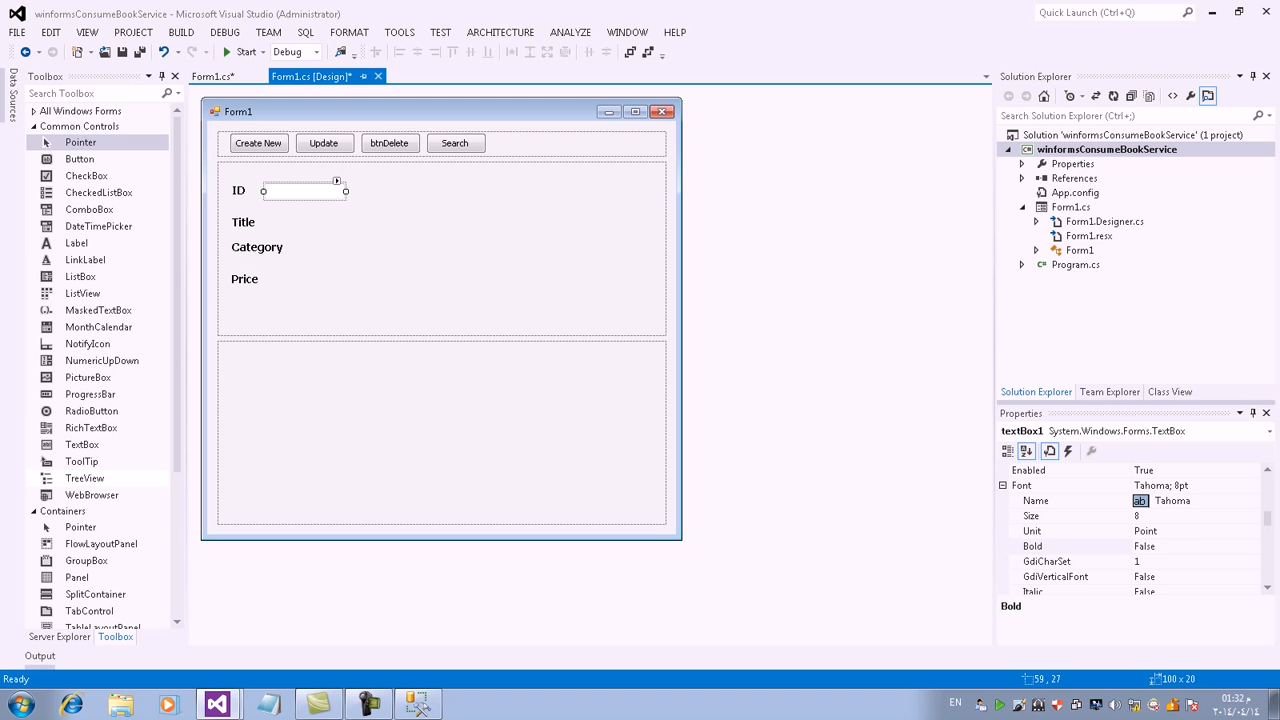 winformsConsumeBookService - Microsoft Visual Studio (Administrator)
Quick Launch (Ctrl+Q)
FILE EDIT VIEW PROJECT BUILD DEBUG TEAM SQL FORMAT TOOLS TEST ARCHITECTURE ANALYZE WINDOW HELP
Start Debug
Data Sources
Toolbox
Search Toolbox
All Windows Forms
Common Controls
Pointer
Button
CheckBox
CheckedListBox
ComboBox
DateTimePicker
Label
LinkLabel
ListBox
ListView
MaskedTextBox
MonthCalendar
NotifyIcon
NumericUpDown
PictureBox
ProgressBar
RadioButton
RichTextBox
TextBox
ToolTip
TreeView
WebBrowser
Containers
Pointer
FlowLayoutPanel
GroupBox
Panel
SplitContainer
TabControl
TableLayoutPanel
Server Explorer Toolbox
Form1.cs* Form1.cs [Design]*
Form1
Create New Update btnDelete Search
ID
Title
Category
Price
Solution Explorer
Search Solution Explorer (Ctrl+;)
Solution 'winformsConsumeBookService' (1 project)
winformsConsumeBookService
Properties
References
App.config
Form1.cs
Form1.Designer.cs
Form1.resx
Form1
Program.cs
Solution Explorer Team Explorer Class View
Properties
textBox1 System.Windows.Forms.TextBox
Enabled True
Font Tahoma; 8pt
Name ab Tahoma
Size 8
Unit Point
Bold False
GdiCharSet 1
GdiVerticalFont False
Italic False
Bold
Output
Ready 59 , 27 100 x 20
EN
01:32 م
٢٠١٤/٠٤/١٤